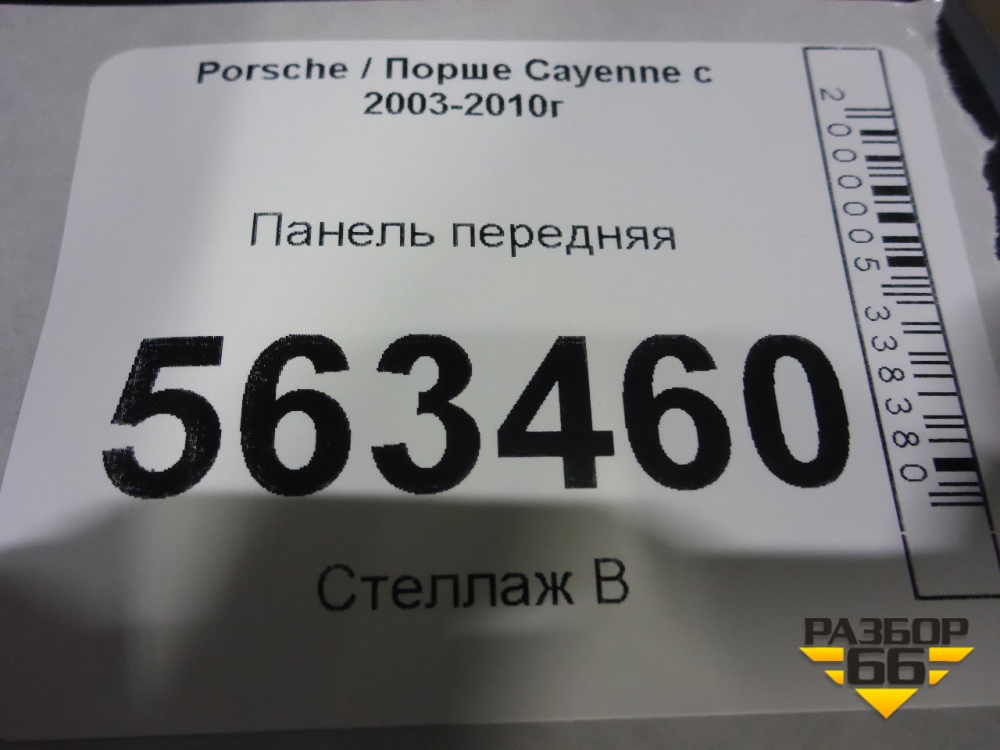 Porsche / Порше Cayenne с
2003-2010г
Панель передняя
563460
Стеллаж В
2000005338380
РАЗБОР
66